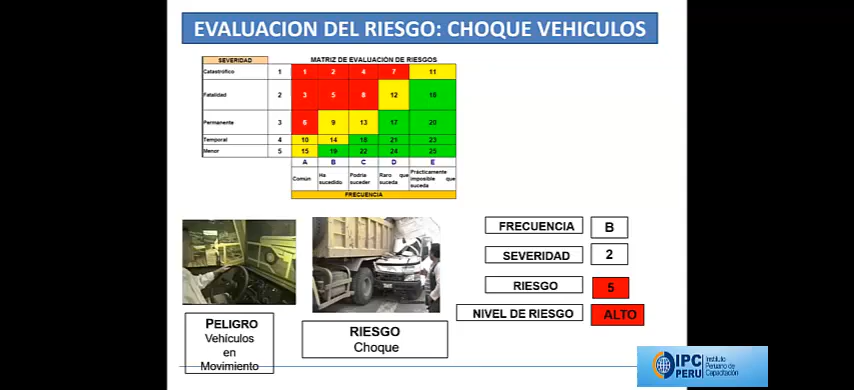 EVALUACION DEL RIESGO: CHOQUE VEHICULOS
SEVERIDAD MATRIZ DE EVALUACIÓN DE RIESGOS
Catastrófico 1 1 2 4 7 11
Fatalidad 2 3 5 8 12 16
Permanente 3 6 9 13 17 20
Temporal 4 10 14 18 21 23
Menor 5 15 19 22 24 25
A B C D E
Común Ha sucedido Podría suceder Raro que suceda Prácticamente imposible que suceda
FRECUENCIA
FRECUENCIA B
SEVERIDAD 2
RIESGO 5
NIVEL DE RIESGO ALTO
PELIGRO
Vehículos
en
Movimiento
RIESGO
Choque
IPC
PERU
Instituto
Peruano de
Capacitación